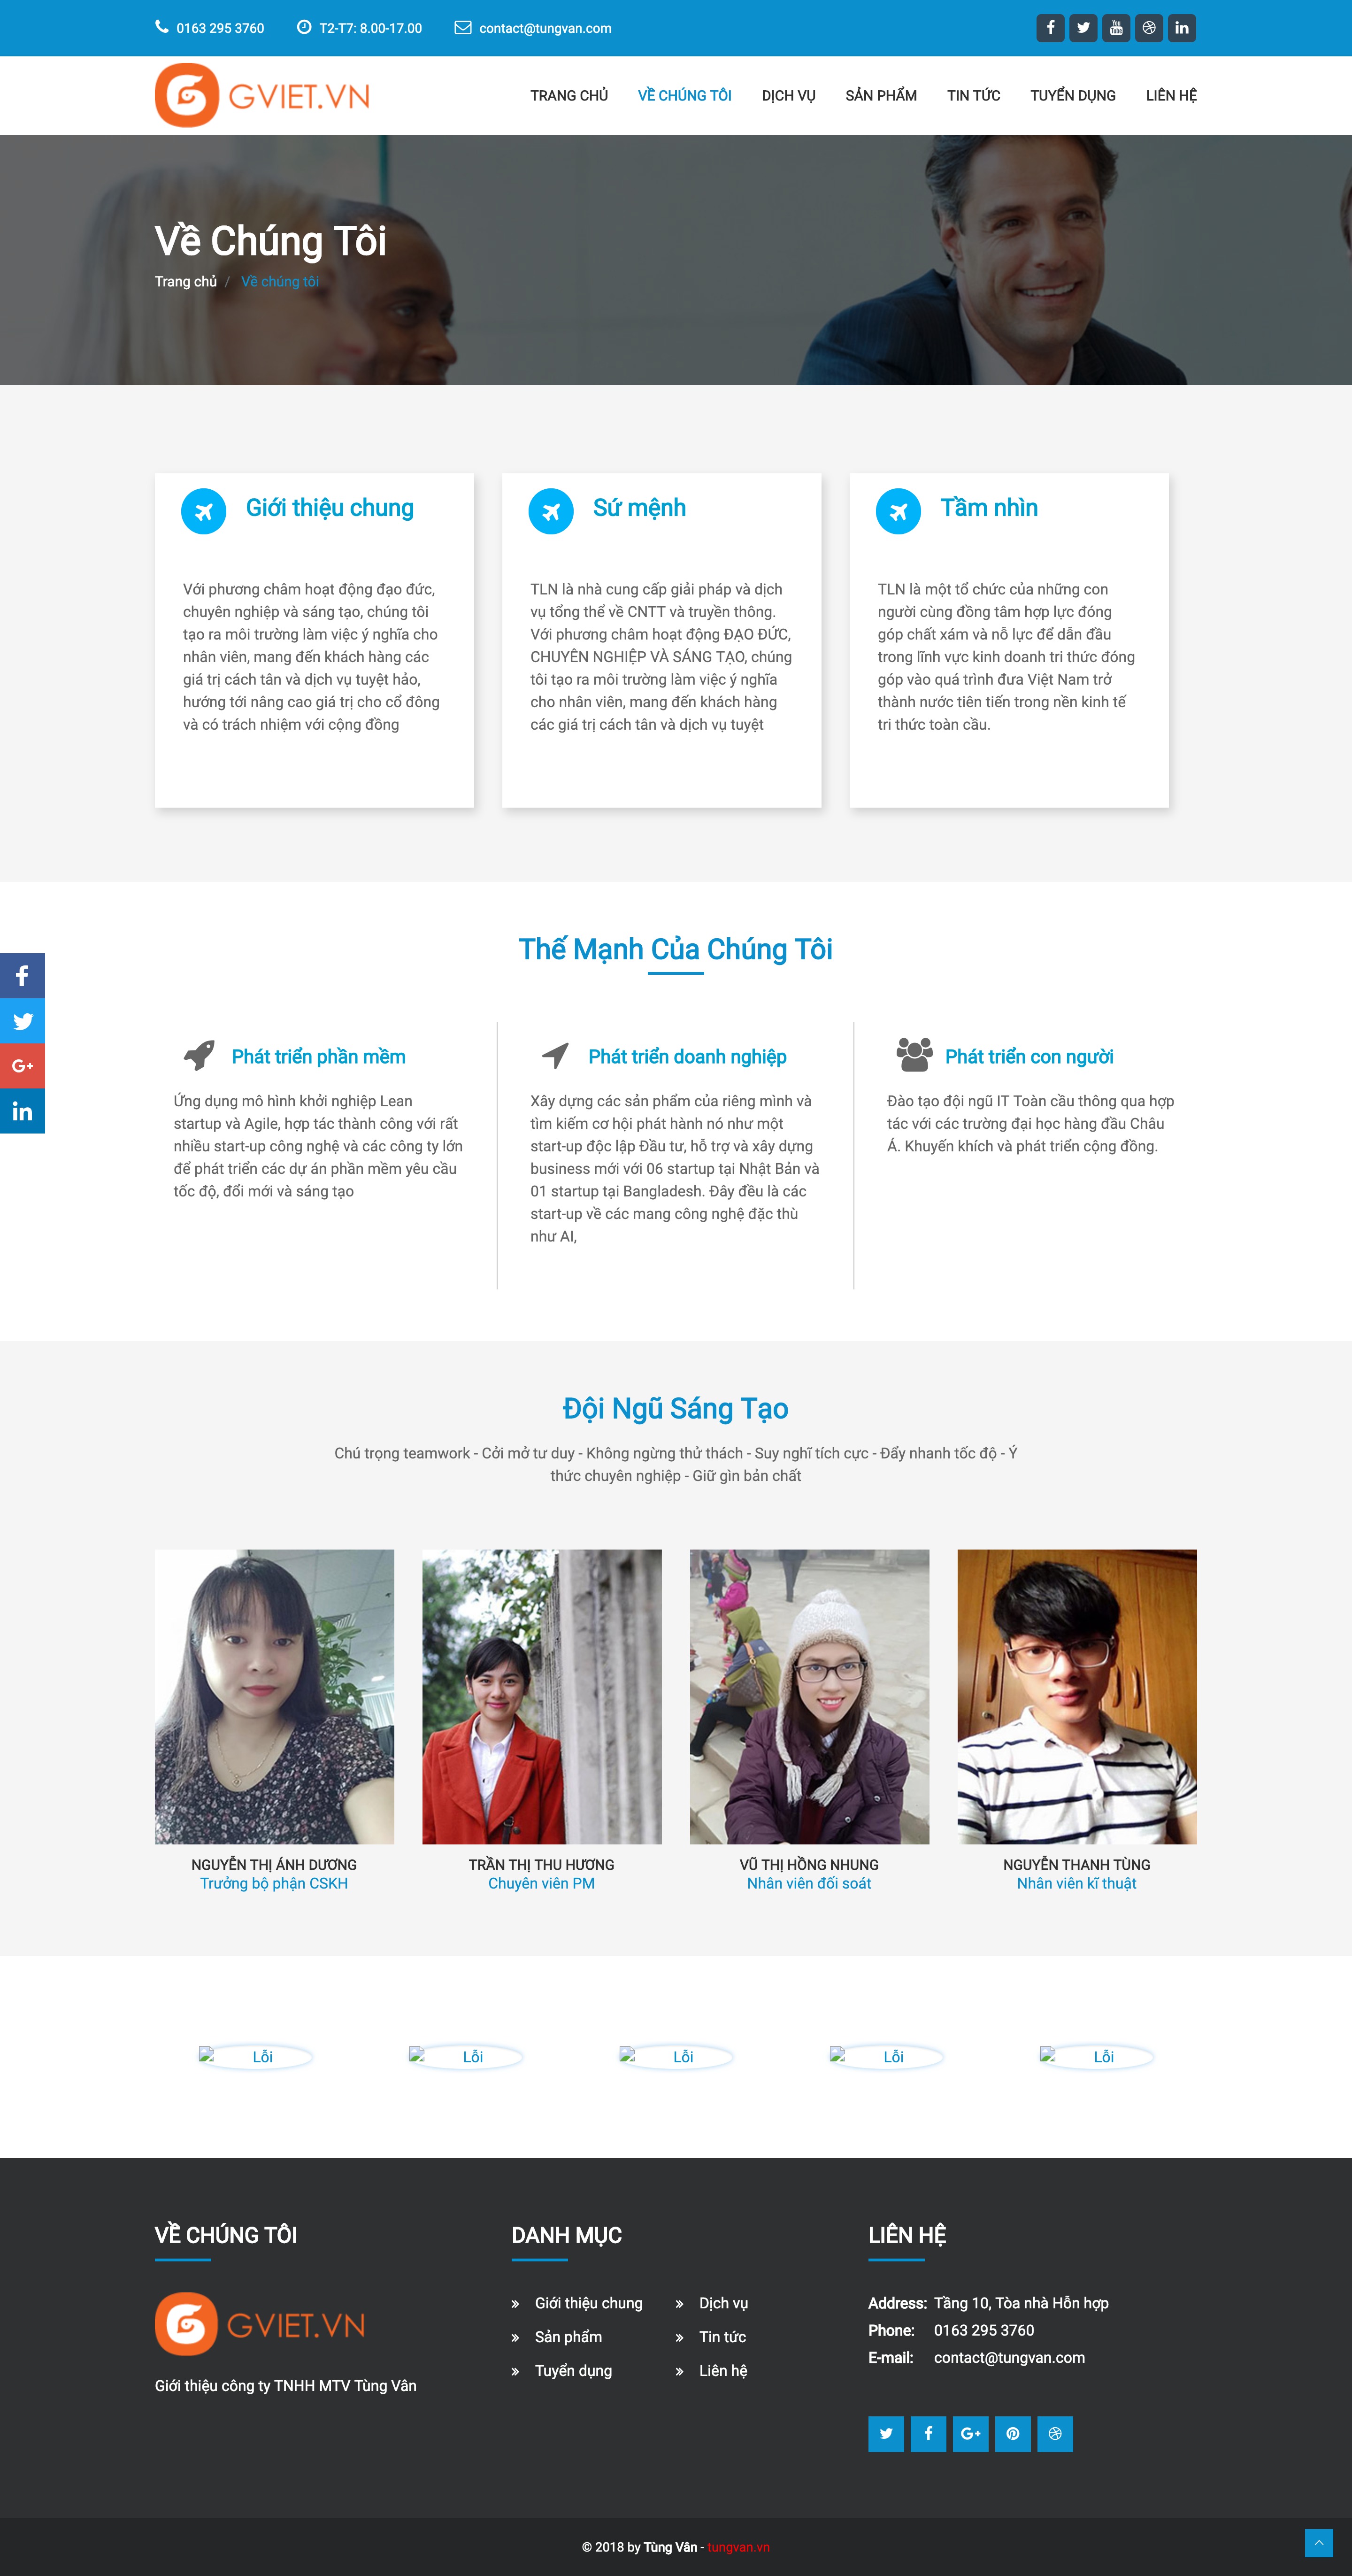 0163 295 3760 T2-T7: 8.00-17.00 contact@tungvan.com
GVIET.VN
TRANG CHỦ VỀ CHÚNG TÔI DỊCH VỤ SẢN PHẨM TIN TỨC TUYỂN DỤNG LIÊN HỆ
Về Chúng Tôi
Trang chủ / Về chúng tôi
Giới thiệu chung
Với phương châm hoạt động đạo đức,
chuyên nghiệp và sáng tạo, chúng tôi
tạo ra môi trường làm việc ý nghĩa cho
nhân viên, mang đến khách hàng các
giá trị cách tân và dịch vụ tuyệt hảo,
hướng tới nâng cao giá trị cho cổ đông
và có trách nhiệm với cộng đồng
Sứ mệnh
TLN là nhà cung cấp giải pháp và dịch
vụ tổng thể về CNTT và truyền thông.
Với phương châm hoạt động ĐẠO ĐỨC,
CHUYÊN NGHIỆP VÀ SÁNG TẠO, chúng
tôi tạo ra môi trường làm việc ý nghĩa
cho nhân viên, mang đến khách hàng
các giá trị cách tân và dịch vụ tuyệt
Tầm nhìn
TLN là một tổ chức của những con
người cùng đồng tâm hợp lực đóng
góp chất xám và nỗ lực để dẫn đầu
trong lĩnh vực kinh doanh tri thức đóng
góp vào quá trình đưa Việt Nam trở
thành nước tiên tiến trong nền kinh tế
tri thức toàn cầu.
Thế Mạnh Của Chúng Tôi
Phát triển phần mềm
Ứng dụng mô hình khởi nghiệp Lean
startup và Agile, hợp tác thành công với rất
nhiều start-up công nghệ và các công ty lớn
để phát triển các dự án phần mềm yêu cầu
tốc độ, đổi mới và sáng tạo
Phát triển doanh nghiệp
Xây dựng các sản phẩm của riêng mình và
tìm kiếm cơ hội phát hành nó như một
start-up độc lập Đầu tư, hỗ trợ và xây dựng
business mới với 06 startup tại Nhật Bản và
01 startup tại Bangladesh. Đây đều là các
start-up về các mang công nghệ đặc thù
như AI,
Phát triển con người
Đào tạo đội ngũ IT Toàn cầu thông qua hợp
tác với các trường đại học hàng đầu Châu
Á. Khuyến khích và phát triển cộng đồng.
Đội Ngũ Sáng Tạo
Chú trọng teamwork - Cởi mở tư duy - Không ngừng thử thách - Suy nghĩ tích cực - Đẩy nhanh tốc độ - Ý
thức chuyên nghiệp - Giữ gìn bản chất
NGUYỄN THỊ ÁNH DƯƠNG
Trưởng bộ phận CSKH
TRẦN THỊ THU HƯƠNG
Chuyên viên PM
VŨ THỊ HỒNG NHUNG
Nhân viên đối soát
NGUYỄN THANH TÙNG
Nhân viên kĩ thuật
Lỗi Lỗi Lỗi Lỗi Lỗi
VỀ CHÚNG TÔI
GVIET.VN
Giới thiệu công ty TNHH MTV Tùng Vân
DANH MỤC
Giới thiệu chung Dịch vụ
Sản phẩm Tin tức
Tuyển dụng Liên hệ
LIÊN HỆ
Address: Tầng 10, Tòa nhà Hỗn hợp
Phone: 0163 295 3760
E-mail: contact@tungvan.com
© 2018 by Tùng Vân - tungvan.vn